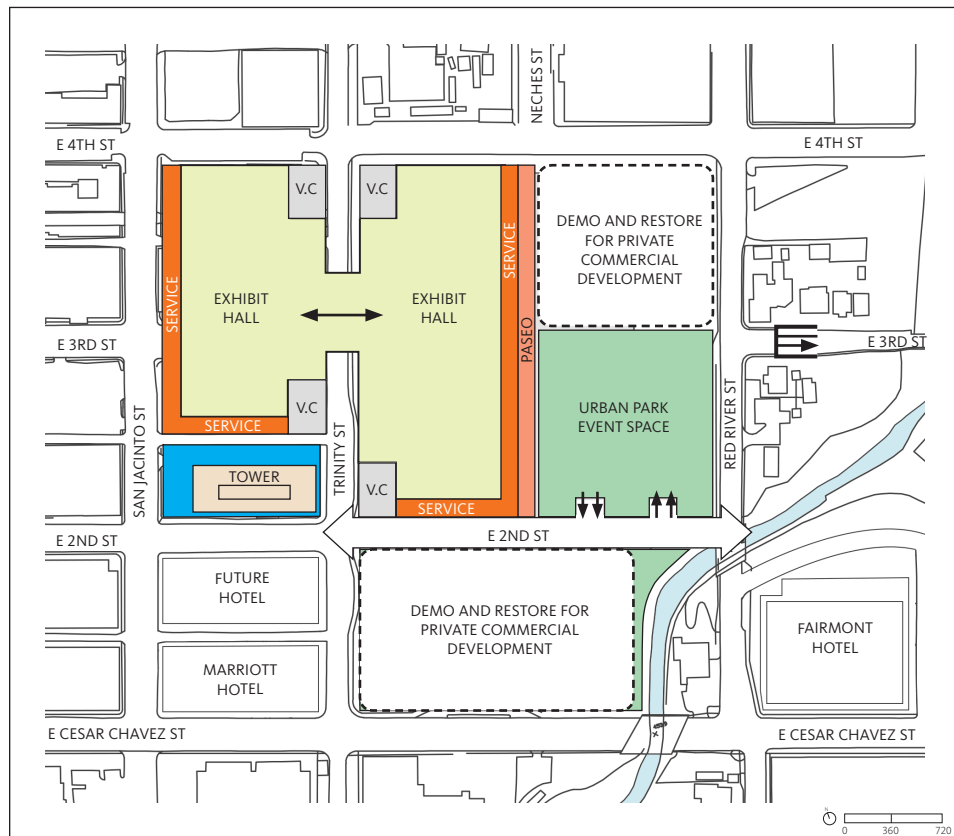 NECHES ST
E 4TH ST
E 4TH ST
V.C
V.C
DEMO AND RESTORE
FOR PRIVATE
COMMERCIAL
DEVELOPMENT
SERVICE
SERVICE
EXHIBIT
HALL
EXHIBIT
HALL
PASEO
E 3RD ST
E 3RD ST
SAN JACINTO ST
V.C
TRINITY ST
URBAN PARK
EVENT SPACE
RED RIVER ST
SERVICE
TOWER
V.C
SERVICE
E 2ND ST
E 2ND ST
FUTURE
HOTEL
DEMO AND RESTORE FOR
PRIVATE COMMERCIAL
DEVELOPMENT
FAIRMONT
HOTEL
MARRIOTT
HOTEL
E CESAR CHAVEZ ST
E CESAR CHAVEZ ST
N
0 360 720